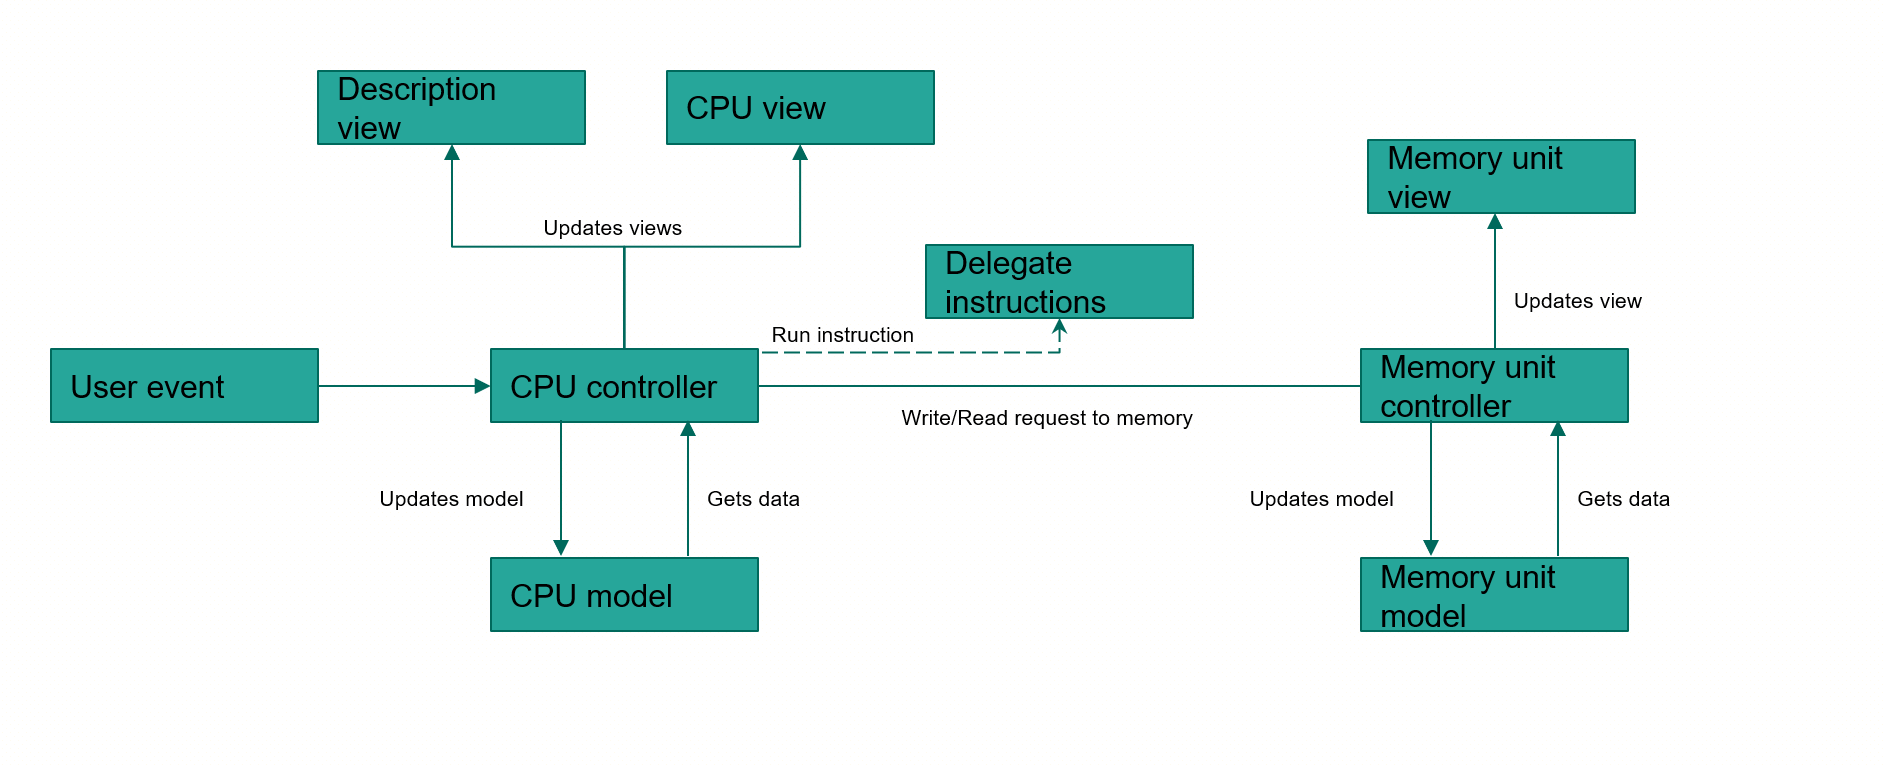 Description
view
CPU view
Memory unit
view
Updates views
Delegate
instructions
Updates view
Run instruction
User event
CPU controller
Memory unit
controller
Write/Read request to memory
Updates model
Gets data
Updates model
Gets data
CPU model
Memory unit
model